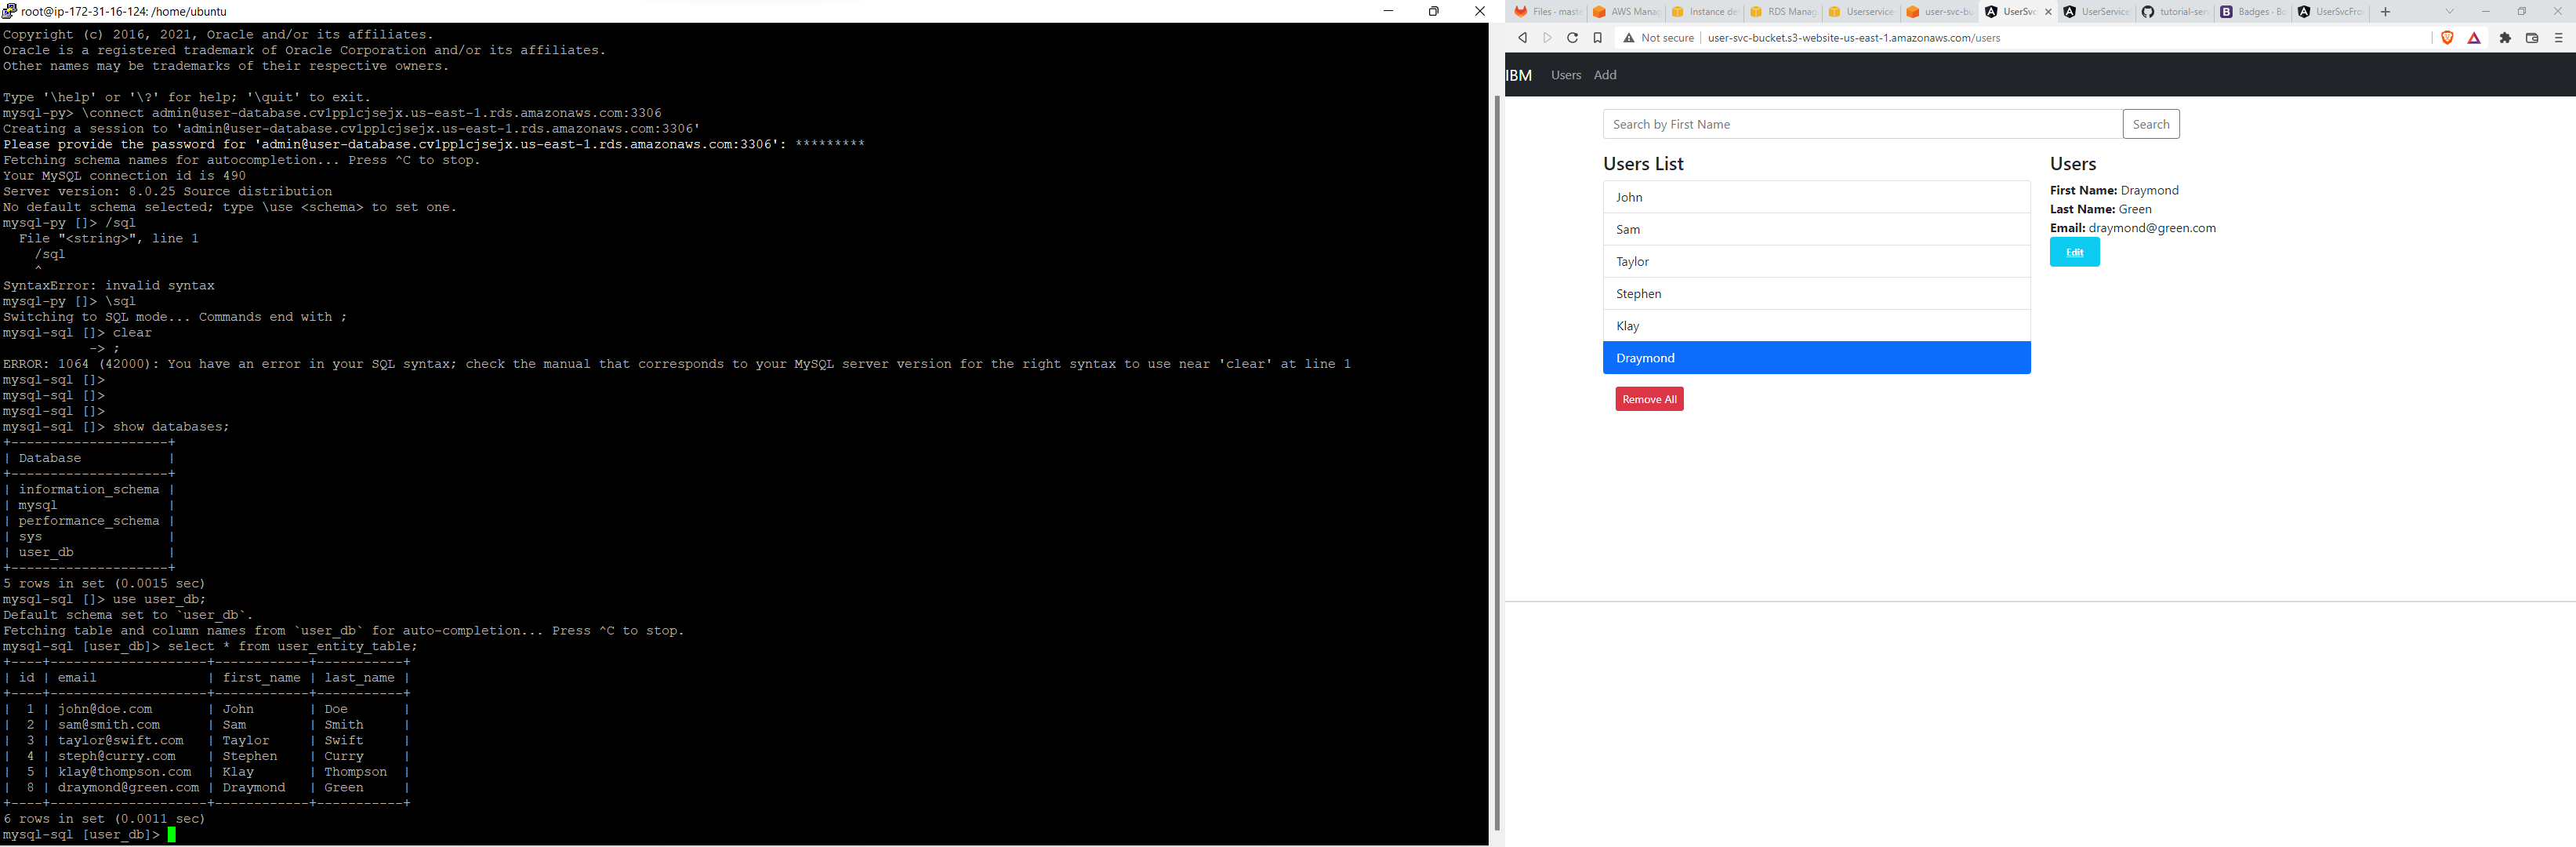 root@ip-172-31-16-124: /home/ubuntu
Copyright (c) 2016, 2021, Oracle and/or its affiliates.
Oracle is a registered trademark of Oracle Corporation and/or its affiliates.
Other names may be trademarks of their respective owners.
Type '\help' or '\?' for help; '\quit' to exit.
mysql-py> \connect admin@user-database.cv1pplcjsejx.us-east-1.rds.amazonaws.com:3306
Creating a session to 'admin@user-database.cv1pplcjsejx.us-east-1.rds.amazonaws.com:3306'
Please provide the password for 'admin@user-database.cv1pplcjsejx.us-east-1.rds.amazonaws.com:3306': *********
Fetching schema names for autocompletion... Press ^C to stop.
Your MySQL connection id is 490
Server version: 8.0.25 Source distribution
No default schema selected; type \use <schema> to set one.
mysql-py []> /sql
File "<string>", line 1
/sql
^
SyntaxError: invalid syntax
mysql-py []> \sql
Switching to SQL mode... Commands end with ;
mysql-sql []> clear
-> ;
ERROR: 1064 (42000): You have an error in your SQL syntax; check the manual that corresponds to your MySQL server version for the right syntax to use near 'clear' at line 1
mysql-sql []>
mysql-sql []>
mysql-sql []>
mysql-sql []> show databases;
+--------------------+
| Database           |
+--------------------+
| information_schema |
| mysql              |
| performance_schema |
| sys                |
| user_db            |
+--------------------+
5 rows in set (0.0015 sec)
mysql-sql []> use user_db;
Default schema set to `user_db`.
Fetching table and column names from `user_db` for auto-completion... Press ^C to stop.
mysql-sql [user_db]> select * from user_entity_table;
+----+--------------------+------------+-----------+
| id | email              | first_name | last_name |
+----+--------------------+------------+-----------+
|  1 | john@doe.com       | John       | Doe       |
|  2 | sam@smith.com      | Sam        | Smith     |
|  3 | taylor@swift.com   | Taylor     | Swift     |
|  4 | steph@curry.com    | Stephen    | Curry     |
|  5 | klay@thompson.com  | Klay       | Thompson  |
|  8 | draymond@green.com | Draymond   | Green     |
+----+--------------------+------------+-----------+
6 rows in set (0.0011 sec)
mysql-sql [user_db]>
Files · maste AWS Manag Instance de RDS Manag Userservice user-svc-bu UserSvc UserService tutorial-serv Badges · Bo UserSvcFro
Not secure user-svc-bucket.s3-website-us-east-1.amazonaws.com/users
IBM Users Add
Search by First Name Search
Users List
John
Sam
Taylor
Stephen
Klay
Draymond
Remove All
Users
First Name: Draymond
Last Name: Green
Email: draymond@green.com
Edit